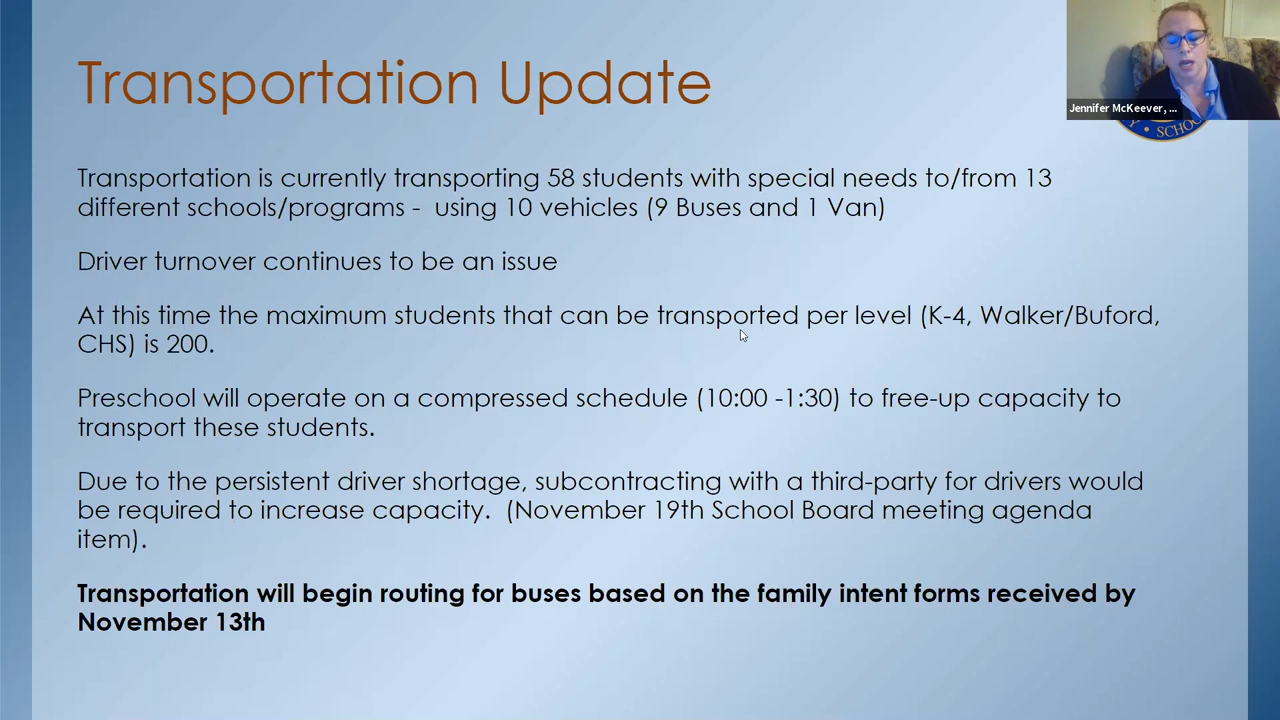 Transportation Update
Jennifer McKeever, ...
SCHOO
Transportation is currently transporting 58 students with special needs to/from 13
different schools/programs -  using 10 vehicles (9 Buses and 1 Van)
Driver turnover continues to be an issue
At this time the maximum students that can be transported per level (K-4, Walker/Buford,
CHS) is 200.
Preschool will operate on a compressed schedule (10:00 -1:30) to free-up capacity to
transport these students.
Due to the persistent driver shortage, subcontracting with a third-party for drivers would
be required to increase capacity.  (November 19th School Board meeting agenda
item).
Transportation will begin routing for buses based on the family intent forms received by
November 13th